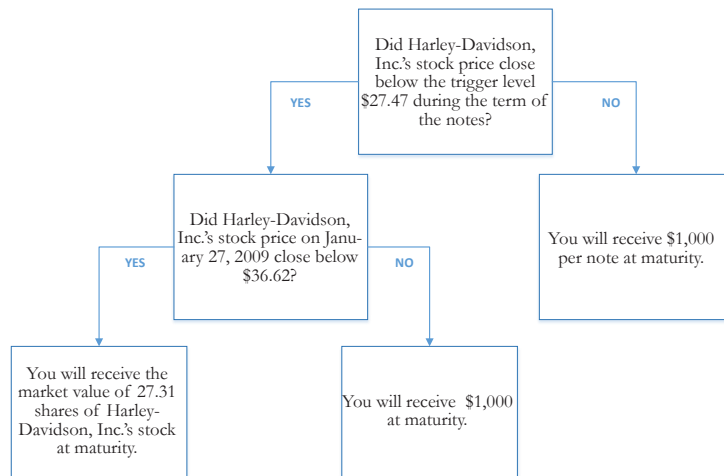 Did Harley-Davidson,
Inc.'s stock price close
below the trigger level
$27.47 during the term of
the notes?
YES
NO
Did Harley-Davidson,
Inc.'s stock price on Janu-
ary 27, 2009 close below
$36.62?
You will receive $1,000
per note at maturity.
YES
NO
You will receive the
market value of 27.31
shares of Harley-
Davidson, Inc.'s stock
at maturity.
You will receive $1,000
at maturity.